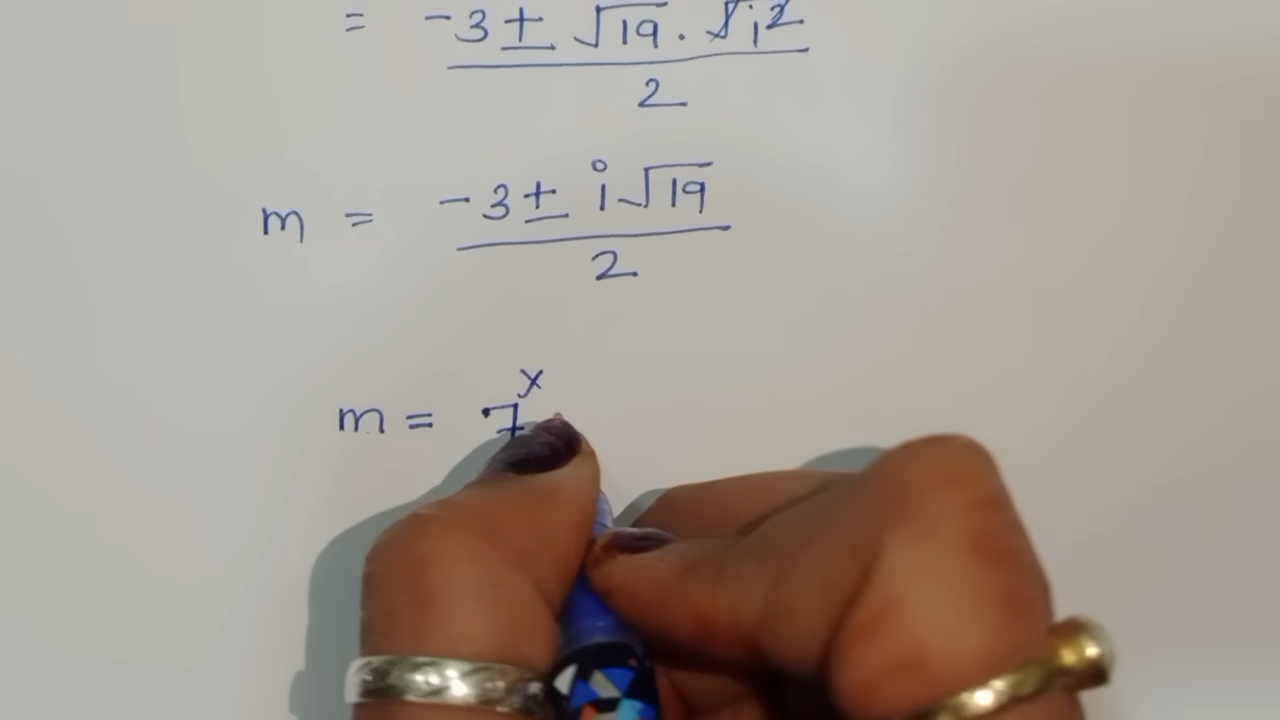 = -3 ± √19 . √i² / 2
m = -3 ± i√19 / 2
m = 7^x